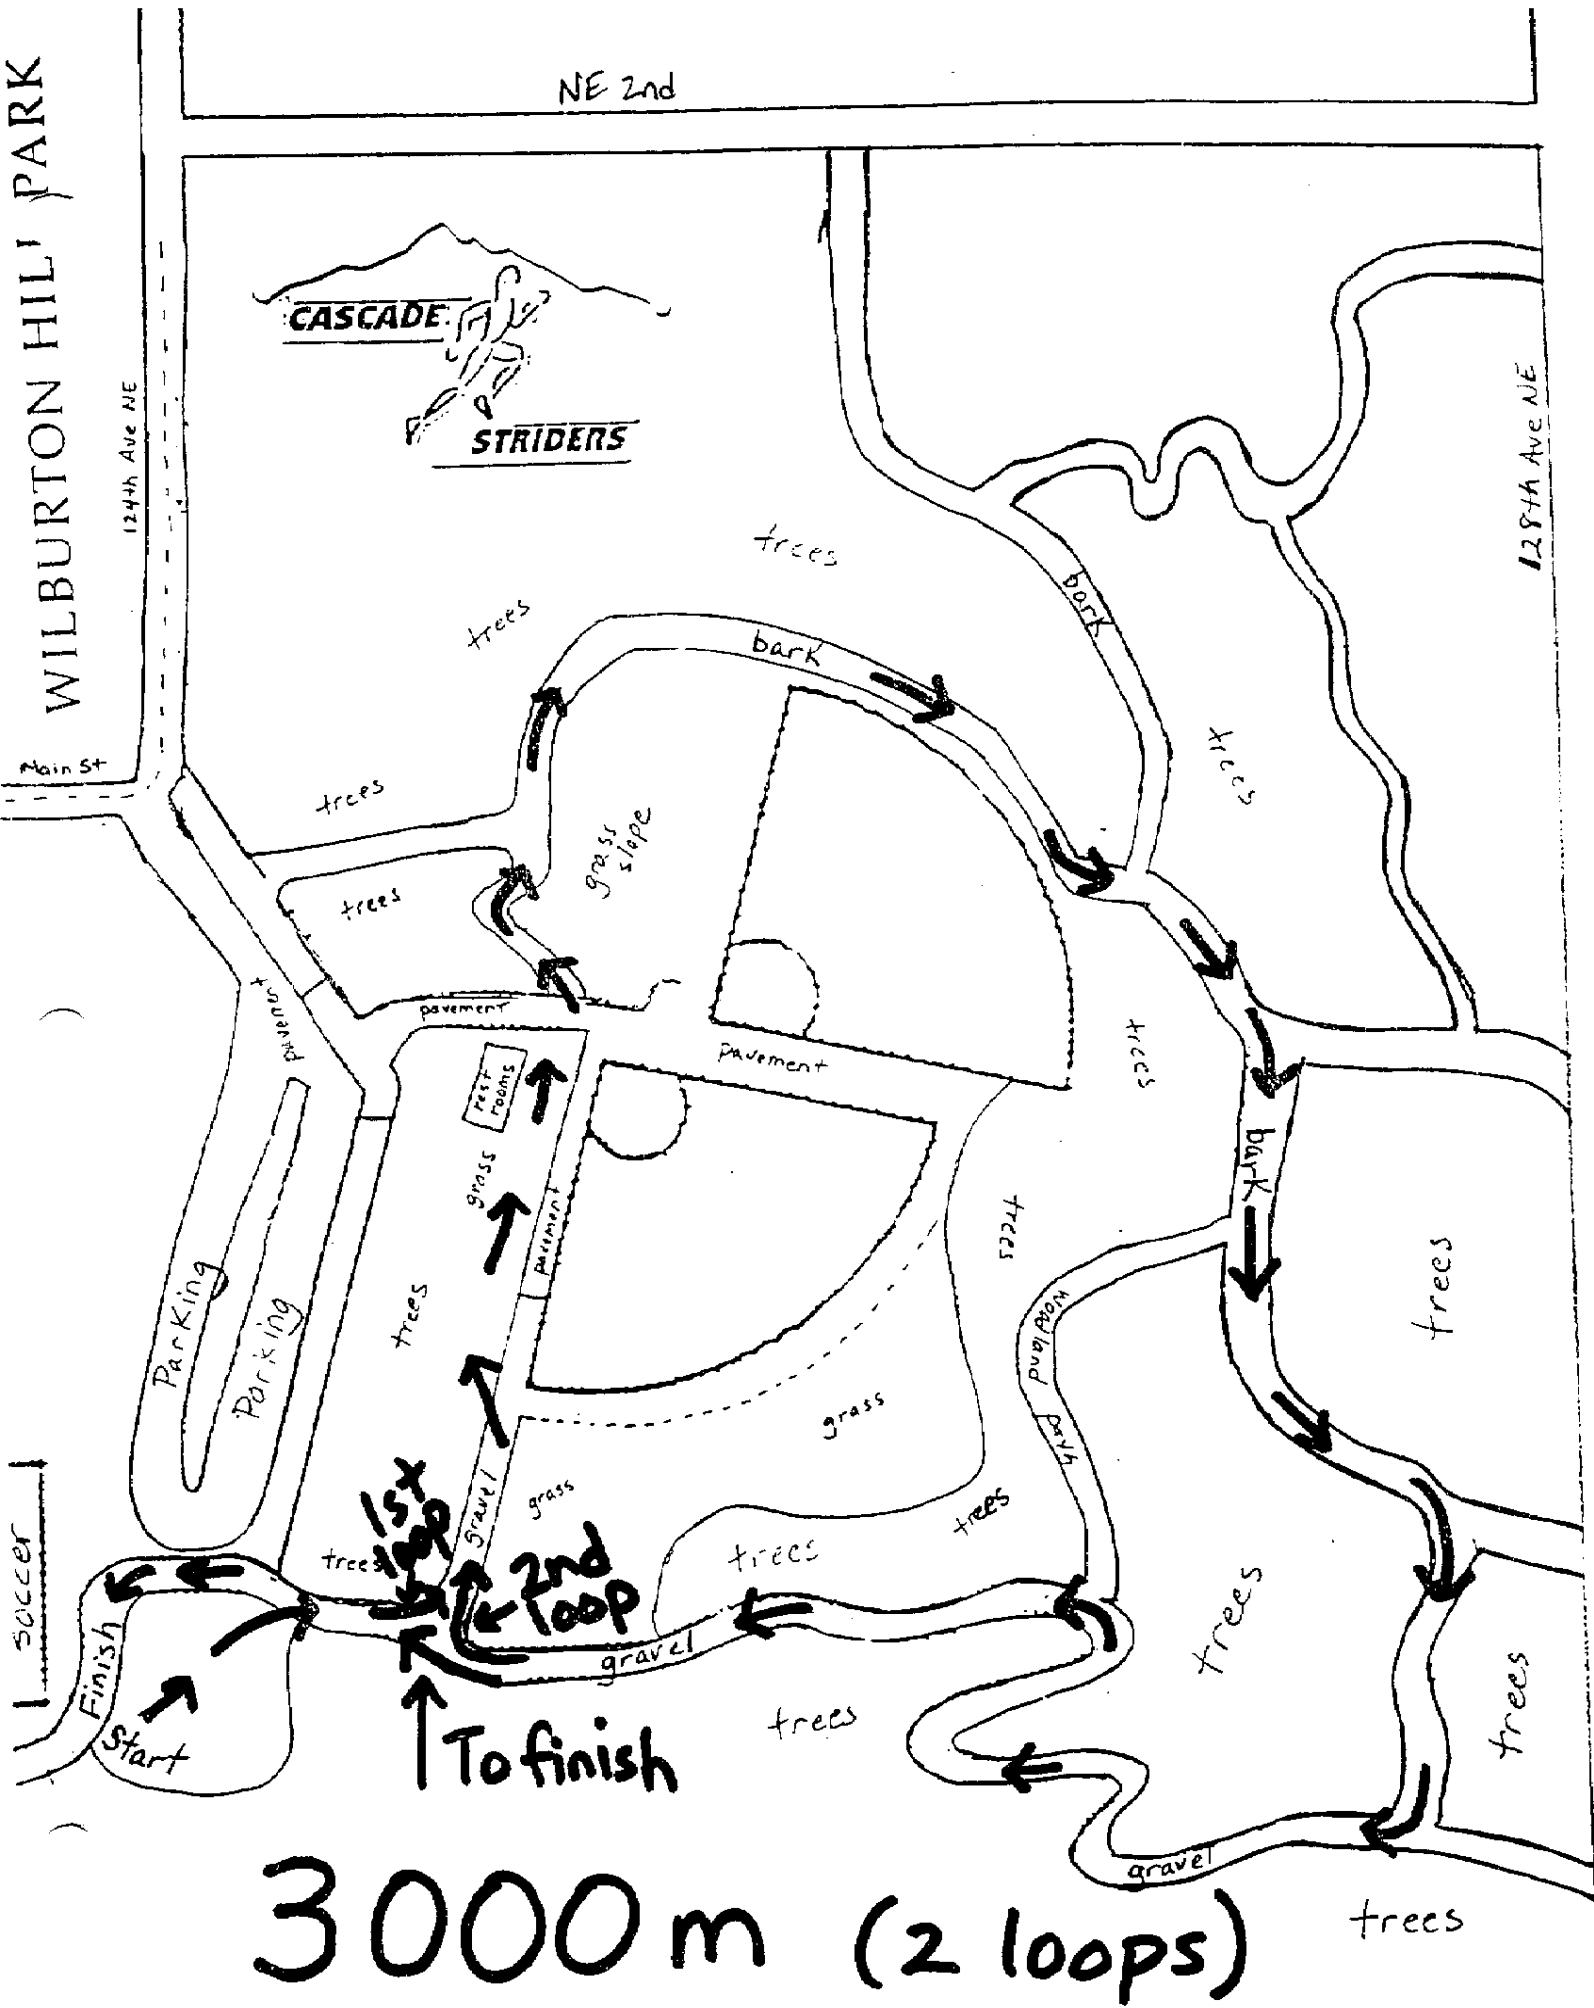 WILBURTON HILL PARK
NE 2nd
CASCADE
STRIDERS
124th Ave NE
128th Ave NE
trees
bark
trees
bark
trees
Main St
trees
grass
slope
trees
pavement
pavement
pavement
trees
rest
rooms
grass
pavement
bark
trees
trees
trees
woodland
path
Parking
Parking
grass
1st
loop
gravel
grass
trees
trees
trees
2nd
loop
soccer
trees
gravel
Finish
Start
To finish
trees
trees
gravel
3000m (2 loops)
trees